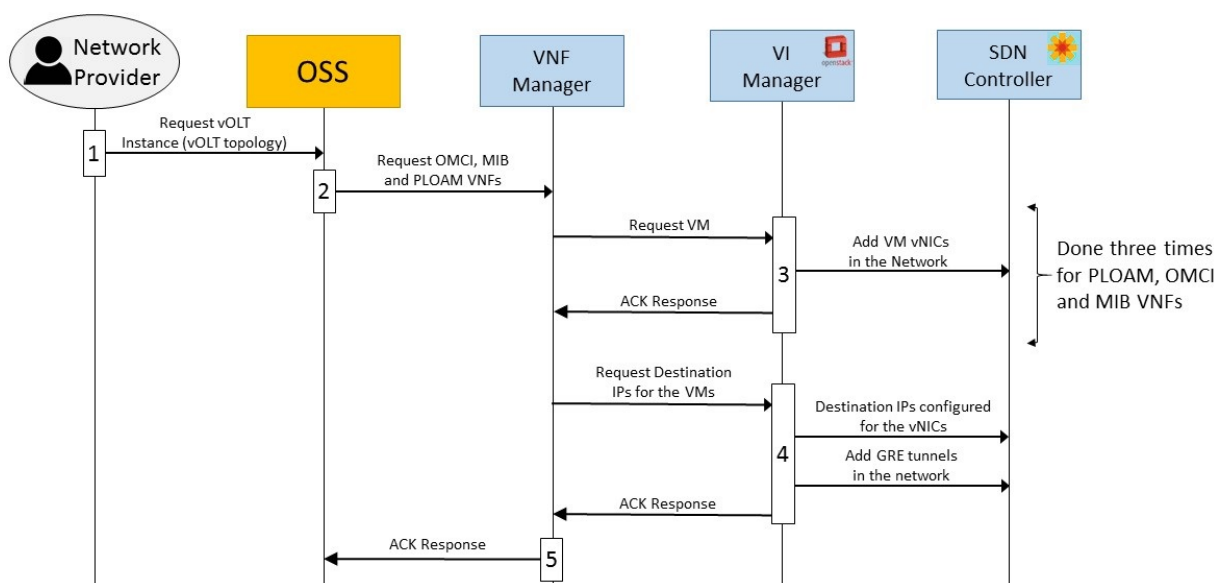 Network
Provider
OSS
VNF
Manager
VI
Manager
openstack
SDN
Controller
Request vOLT
Instance (vOLT topology)
1
Request OMCI, MIB
and PLOAM VNFs
2
Request VM
Add VM vNICs
in the Network
3
ACK Response
Done three times
for PLOAM, OMCI
and MIB VNFs
Request Destination
IPs for the VMs
Destination IPs configured
for the vNICs
4
Add GRE tunnels
in the network
ACK Response
ACK Response
5